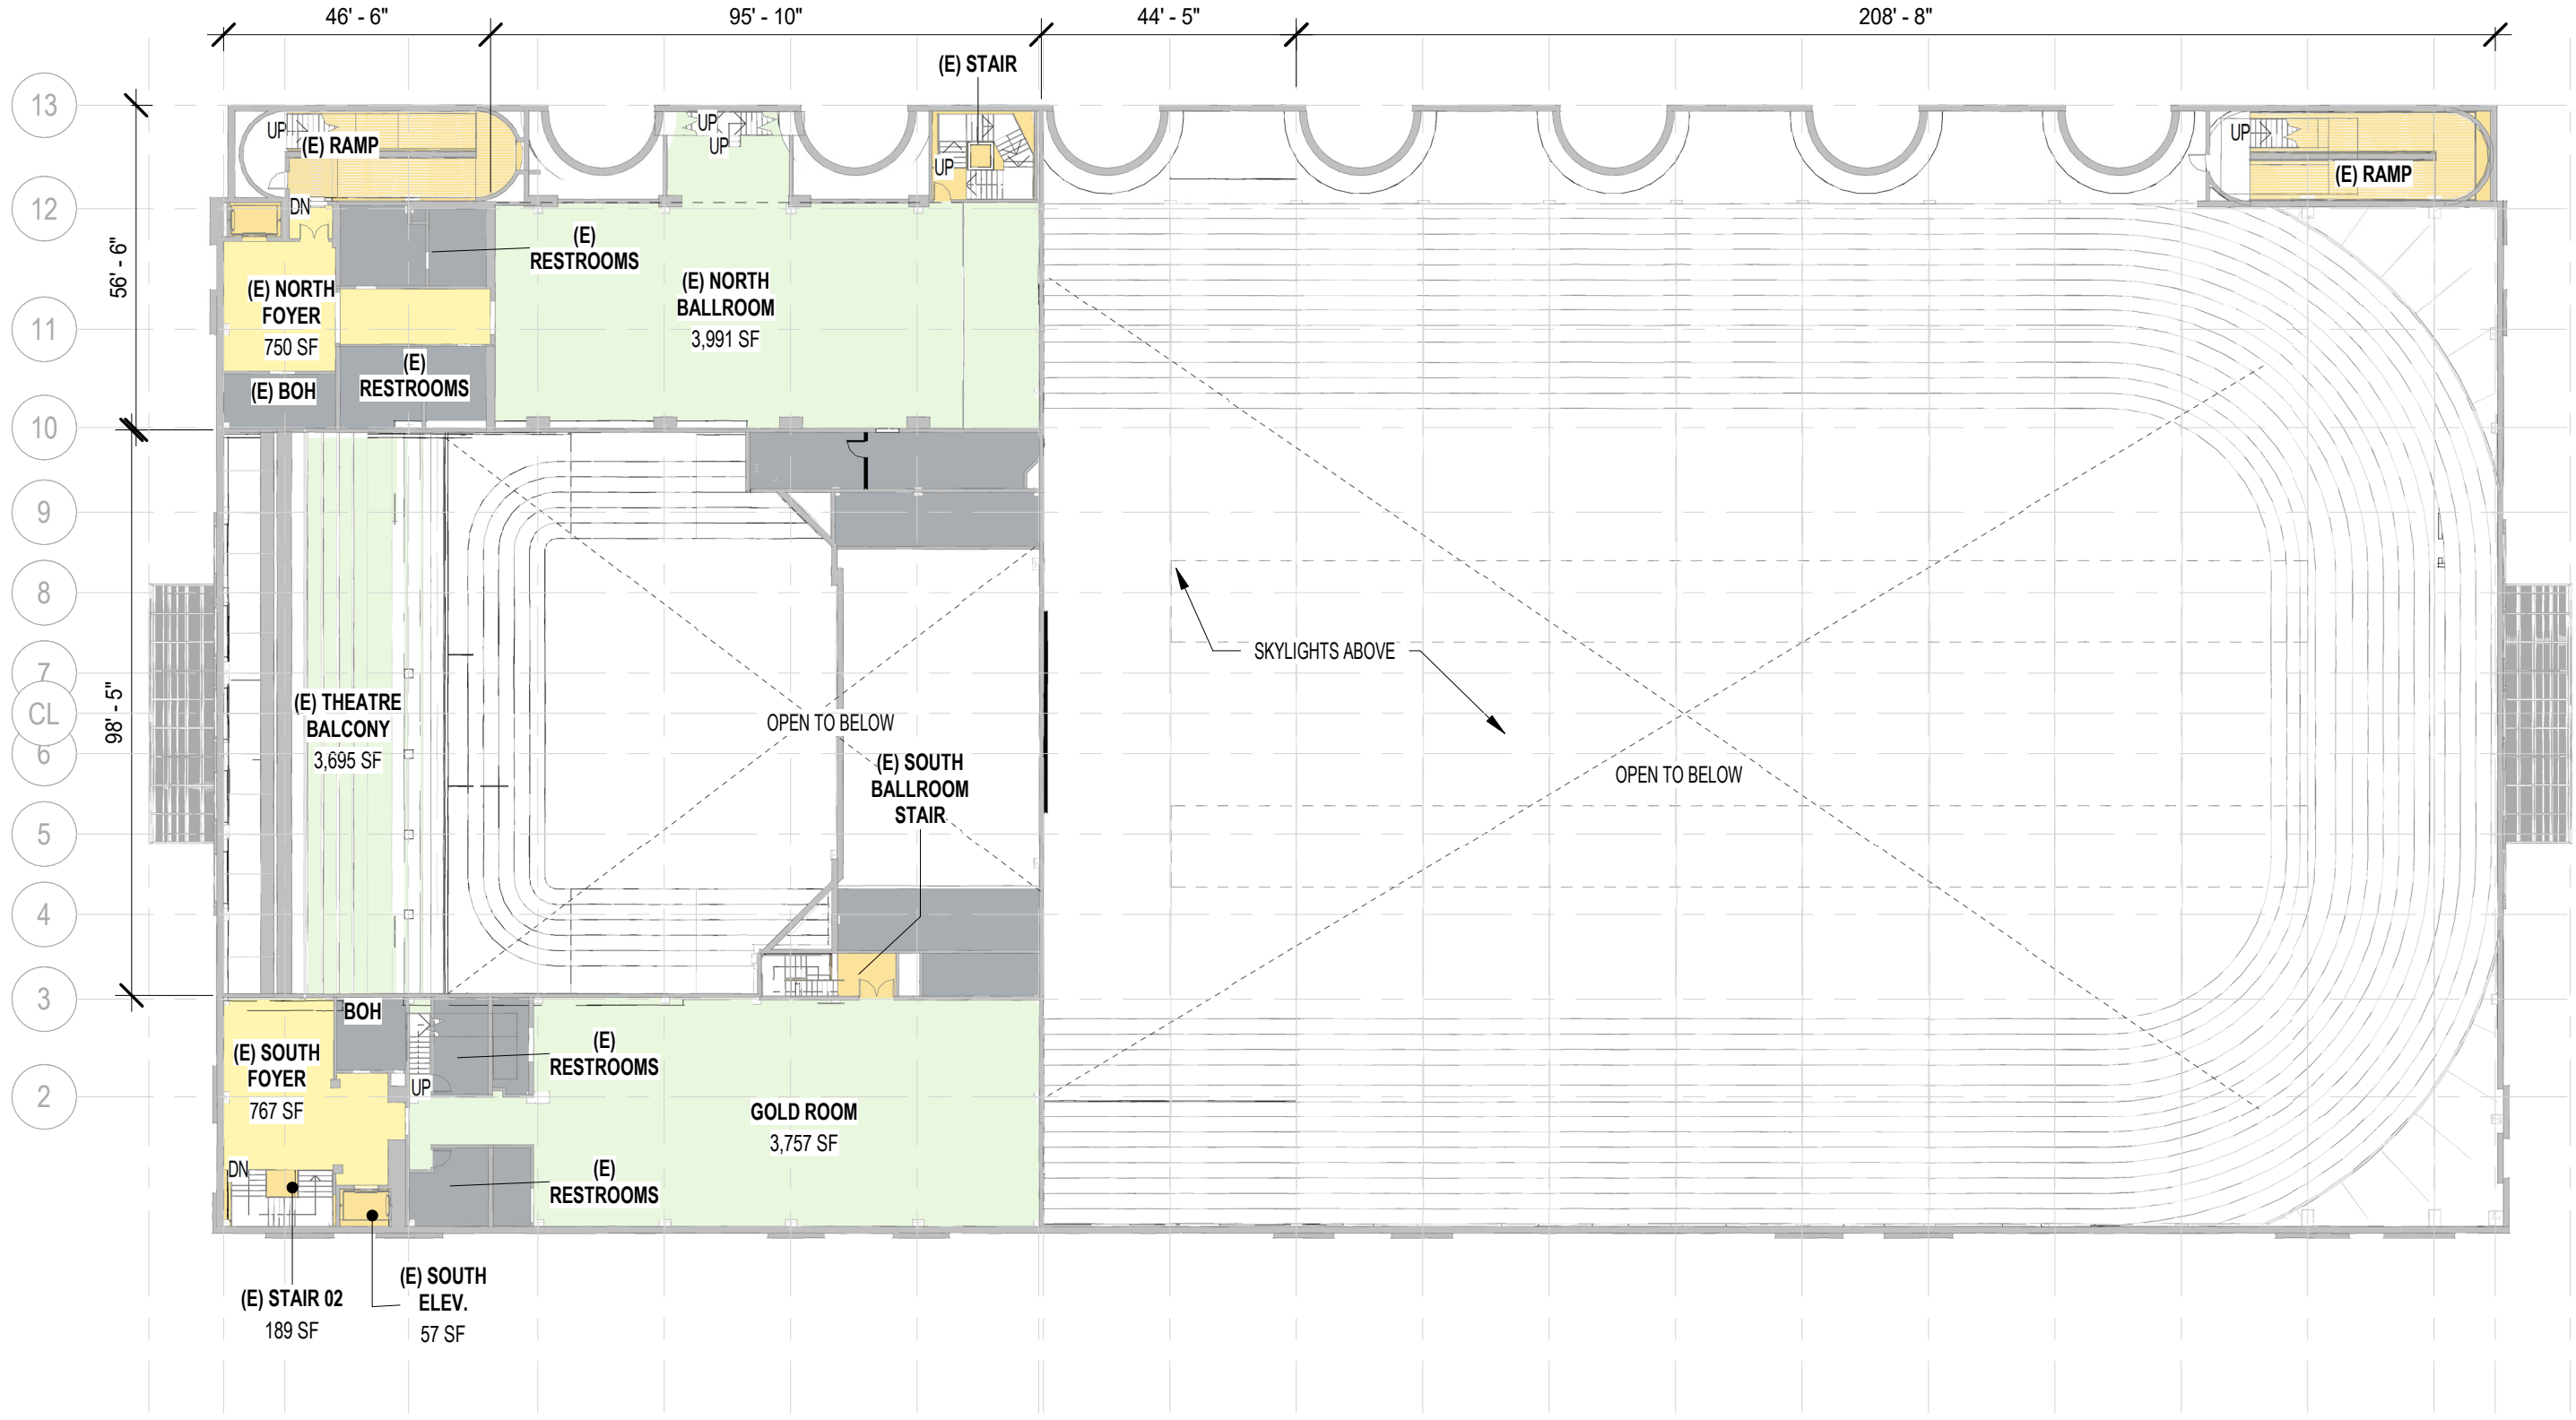 46' - 6"
95' - 10"
44' - 5"
208' - 8"
(E) STAIR
13
UP
(E) RAMP
UP
UP
UP
UP
(E) RAMP
12
DN
56' - 6"
(E)
RESTROOMS
(E) NORTH
FOYER
750 SF
(E) NORTH
BALLROOM
3,991 SF
11
(E)
RESTROOMS
(E) BOH
10
9
8
7
CL
6
98' - 5"
SKYLIGHTS ABOVE
(E) THEATRE
BALCONY
3,695 SF
OPEN TO BELOW
(E) SOUTH
BALLROOM
STAIR
OPEN TO BELOW
5
4
3
BOH
(E) SOUTH
FOYER
767 SF
(E)
RESTROOMS
UP
2
GOLD ROOM
3,757 SF
DN
(E)
RESTROOMS
(E) STAIR 02
189 SF
(E) SOUTH
ELEV.
57 SF